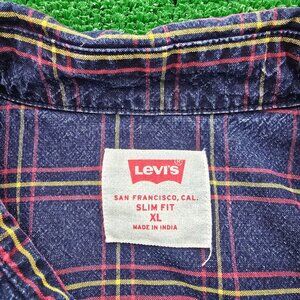 LEVI'S®
SAN FRANCISCO, CAL.
SLIM FIT
XL
MADE IN INDIA